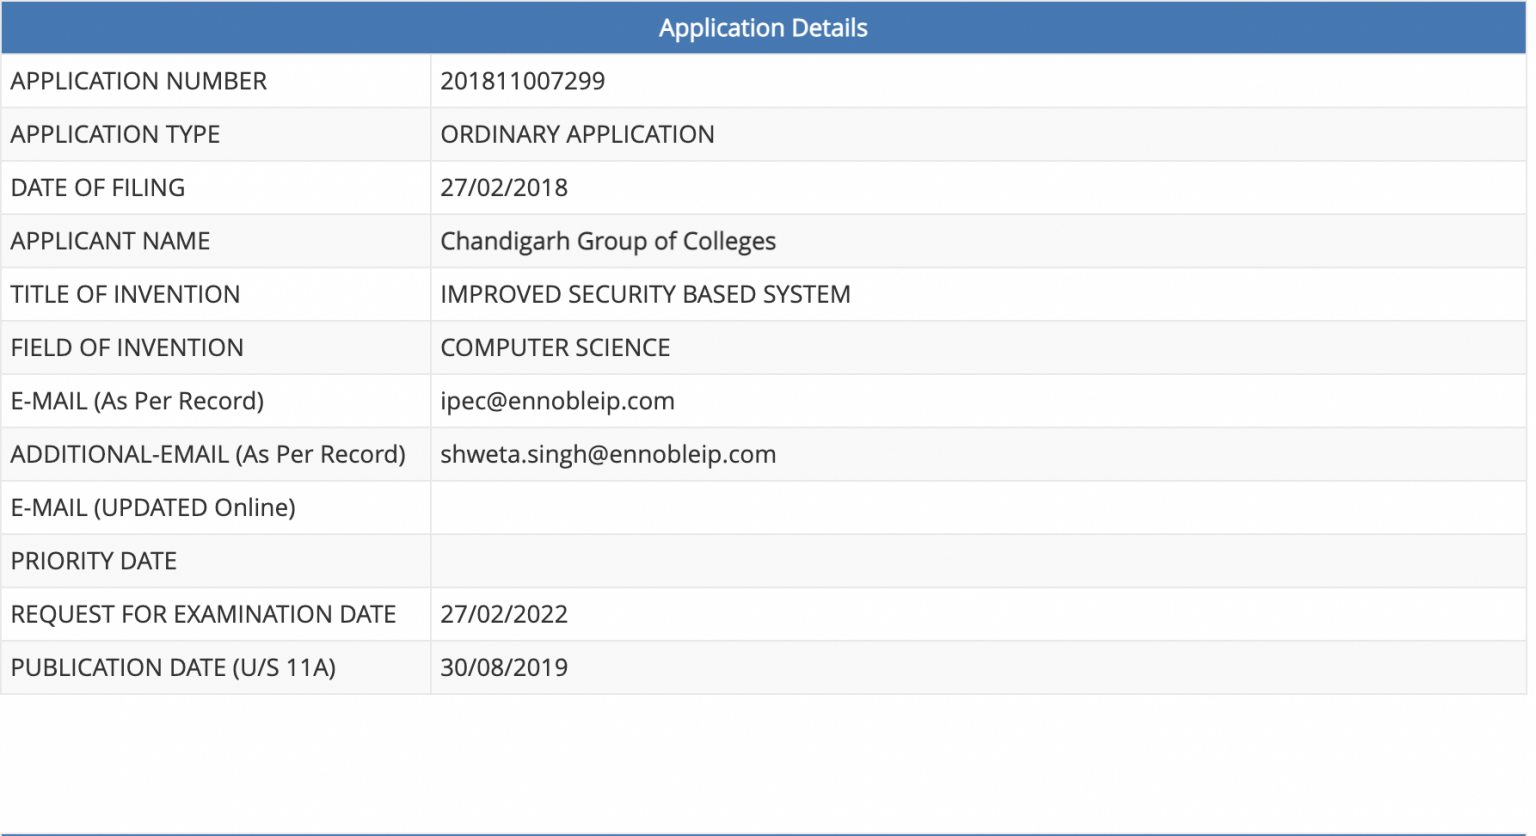 Application Details
APPLICATION NUMBER 201811007299
APPLICATION TYPE ORDINARY APPLICATION
DATE OF FILING 27/02/2018
APPLICANT NAME Chandigarh Group of Colleges
TITLE OF INVENTION IMPROVED SECURITY BASED SYSTEM
FIELD OF INVENTION COMPUTER SCIENCE
E-MAIL (As Per Record) ipec@ennobleip.com
ADDITIONAL-EMAIL (As Per Record) shweta.singh@ennobleip.com
E-MAIL (UPDATED Online)
PRIORITY DATE
REQUEST FOR EXAMINATION DATE 27/02/2022
PUBLICATION DATE (U/S 11A) 30/08/2019